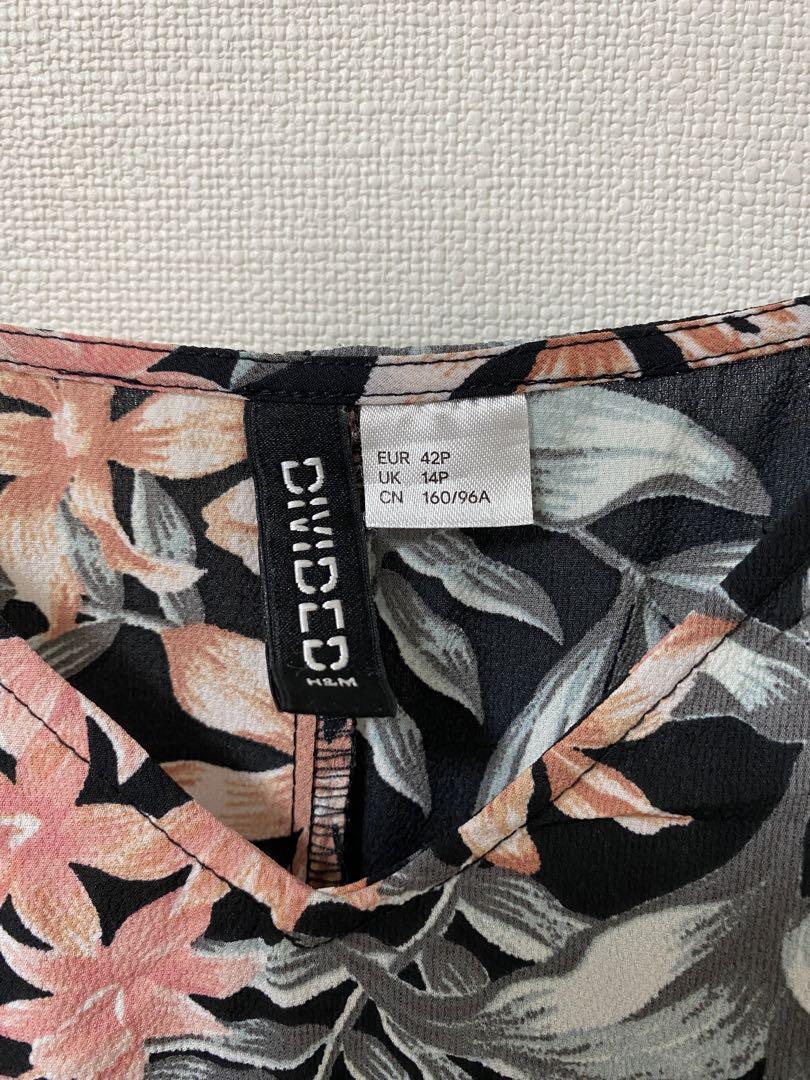 DIVIDED
H&M
EUR 42P
UK 14P
CN 160/96A